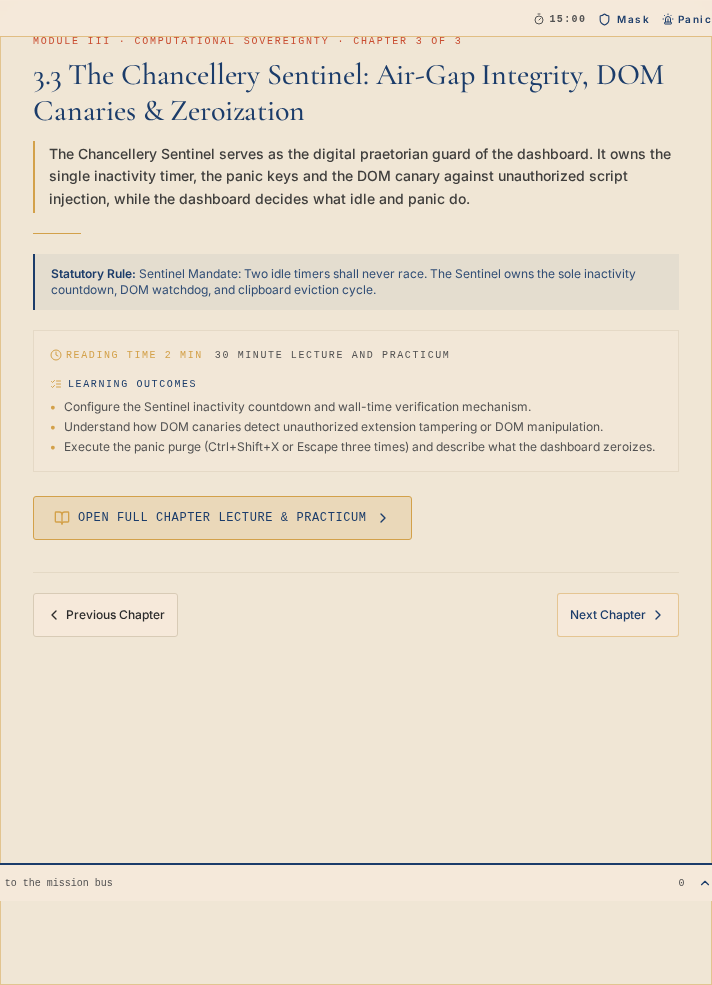 15:00 Mask Panic
MODULE III · COMPUTATIONAL SOVEREIGNTY · CHAPTER 3 OF 3
3.3 The Chancellery Sentinel: Air-Gap Integrity, DOM
Canaries & Zeroization
The Chancellery Sentinel serves as the digital praetorian guard of the dashboard. It owns the
single inactivity timer, the panic keys and the DOM canary against unauthorized script
injection, while the dashboard decides what idle and panic do.
Statutory Rule: Sentinel Mandate: Two idle timers shall never race. The Sentinel owns the sole inactivity
countdown, DOM watchdog, and clipboard eviction cycle.
READING TIME 2 MIN 30 MINUTE LECTURE AND PRACTICUM
LEARNING OUTCOMES
• Configure the Sentinel inactivity countdown and wall-time verification mechanism.
• Understand how DOM canaries detect unauthorized extension tampering or DOM manipulation.
• Execute the panic purge (Ctrl+Shift+X or Escape three times) and describe what the dashboard zeroizes.
OPEN FULL CHAPTER LECTURE & PRACTICUM
Previous Chapter
Next Chapter
to the mission bus
0